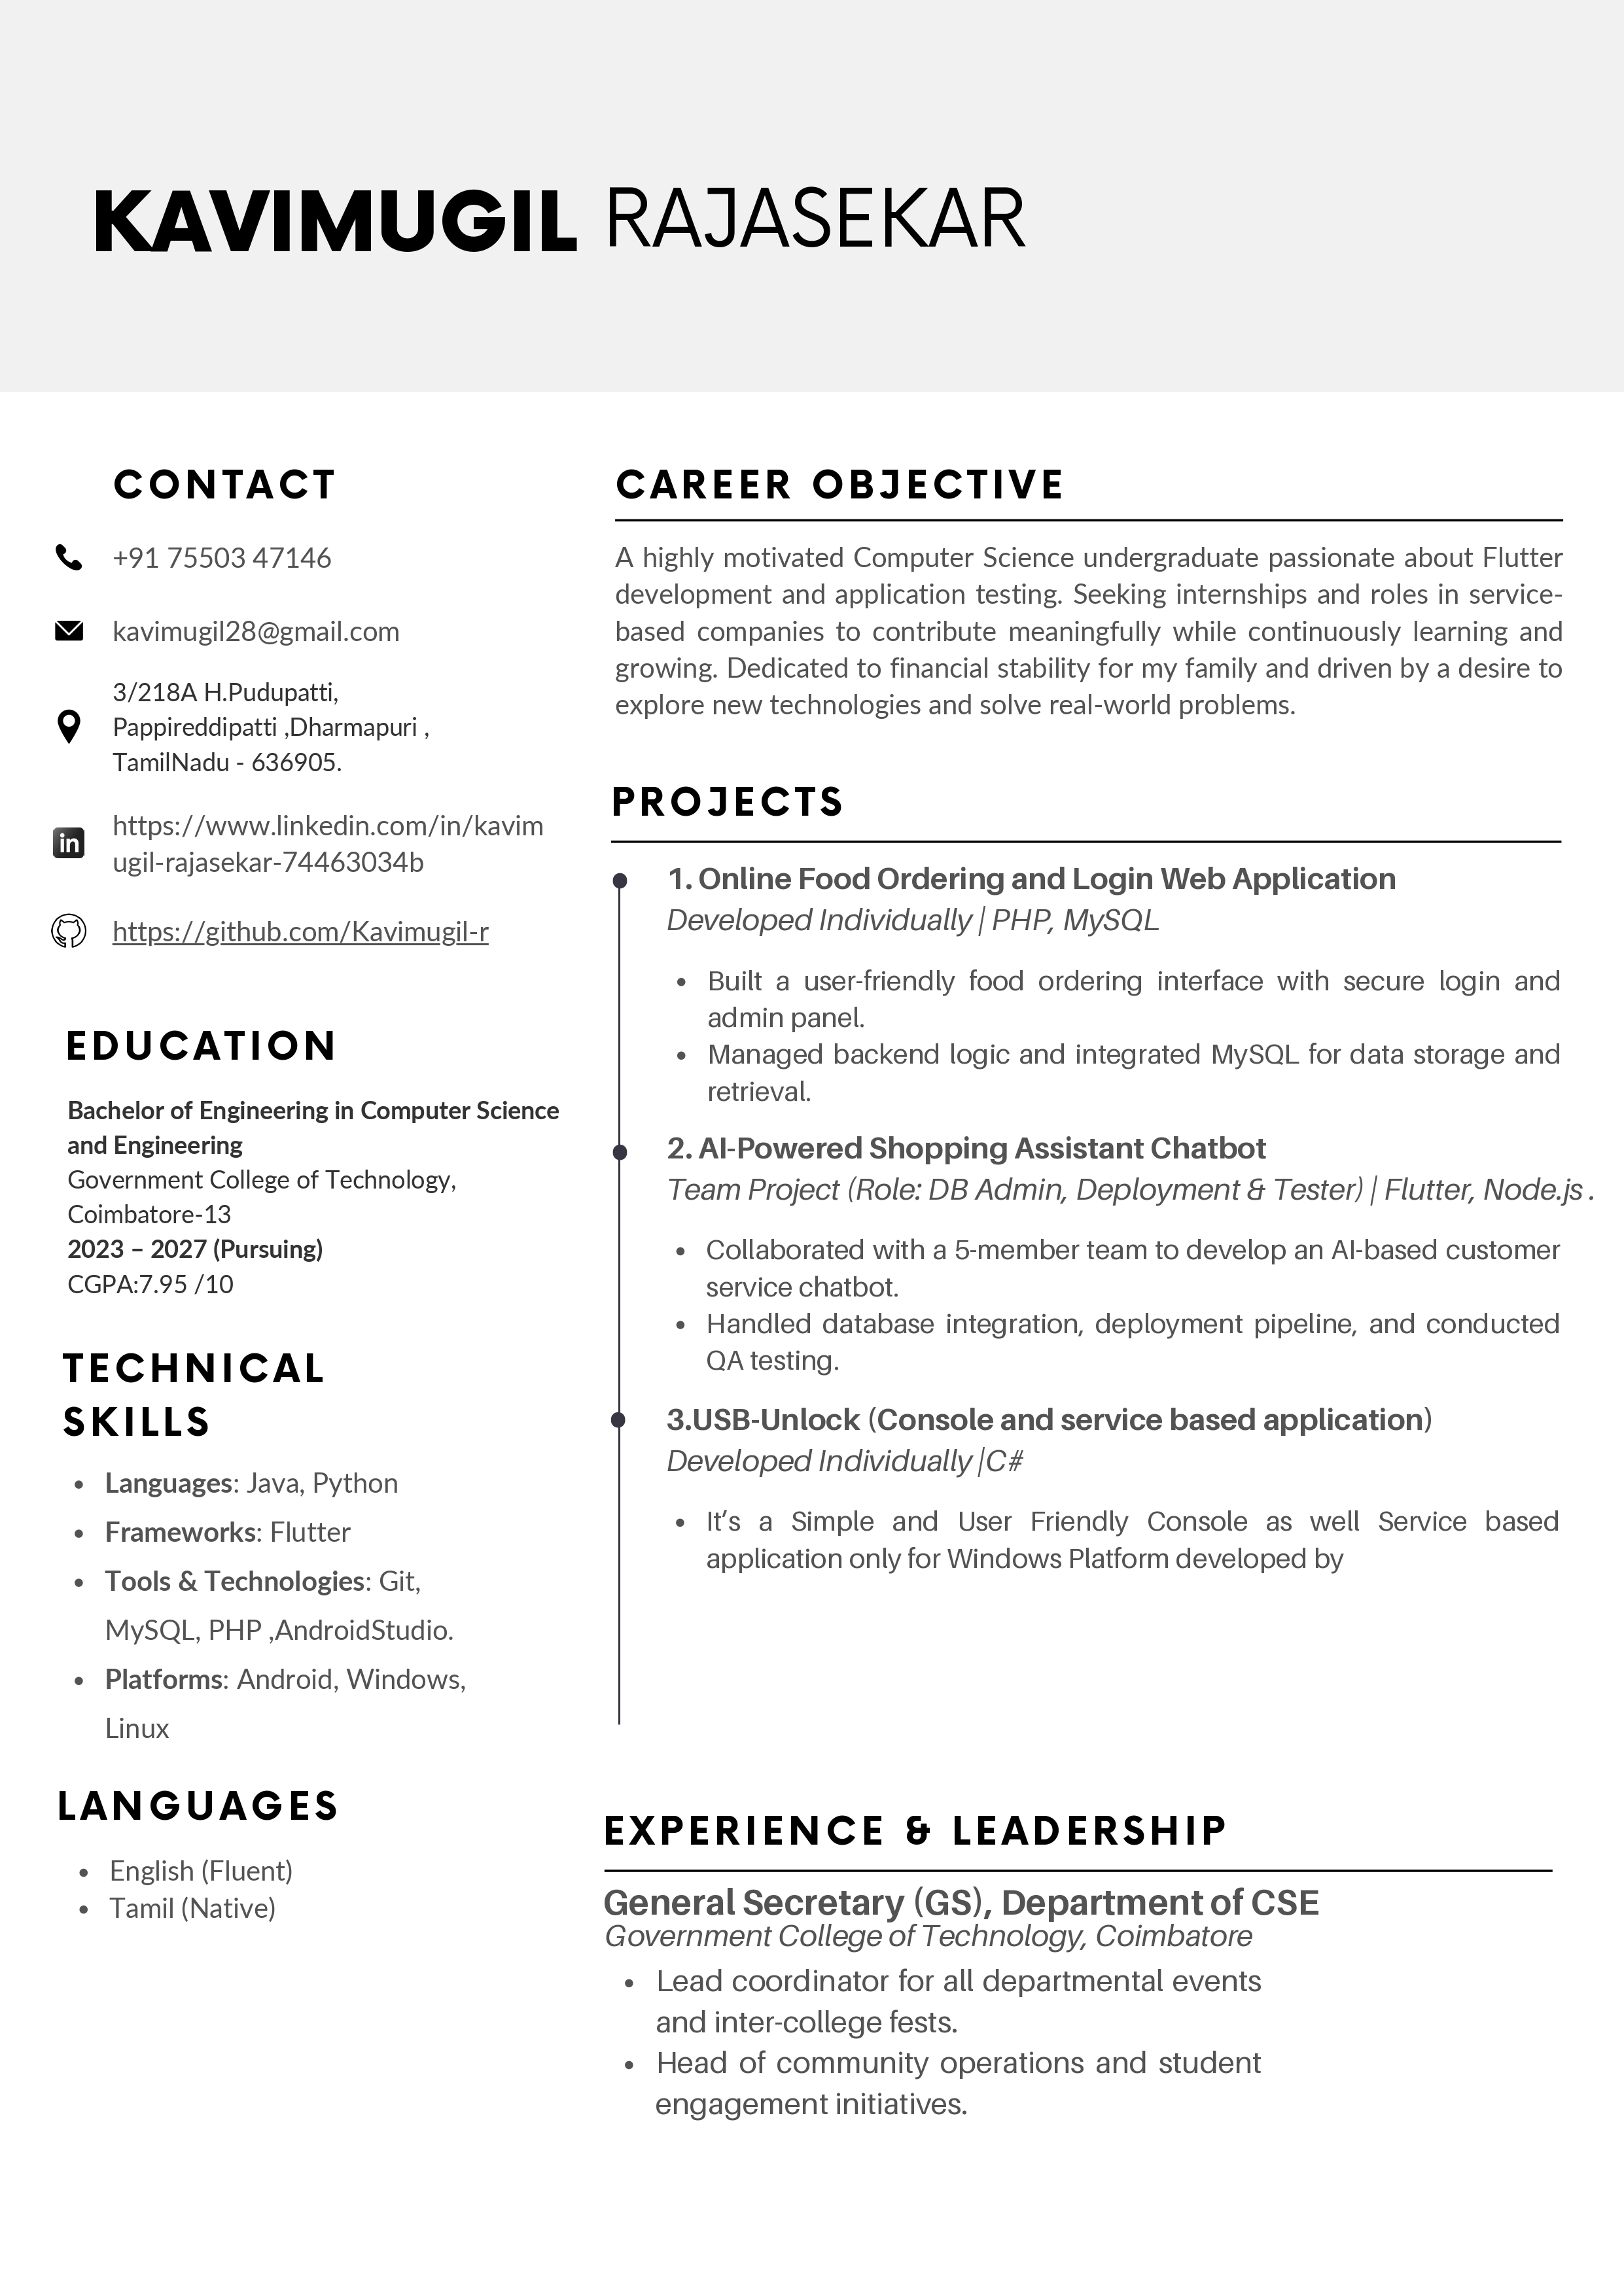 KAVIMUGIL RAJASEKAR
CONTACT
+91 75503 47146
kavimugil28@gmail.com
3/218A H.Pudupatti,
Pappireddipatti ,Dharmapuri ,
TamilNadu - 636905.
https://www.linkedin.com/in/kavim
ugil-rajasekar-74463034b
https://github.com/Kavimugil-r
EDUCATION
Bachelor of Engineering in Computer Science
and Engineering
Government College of Technology,
Coimbatore-13
2023 – 2027 (Pursuing)
CGPA:7.95 /10
TECHNICAL
SKILLS
• Languages: Java, Python
• Frameworks: Flutter
• Tools & Technologies: Git,
MySQL, PHP ,AndroidStudio.
• Platforms: Android, Windows,
Linux
LANGUAGES
• English (Fluent)
• Tamil (Native)
CAREER OBJECTIVE
A highly motivated Computer Science undergraduate passionate about Flutter
development and application testing. Seeking internships and roles in service-
based companies to contribute meaningfully while continuously learning and
growing. Dedicated to financial stability for my family and driven by a desire to
explore new technologies and solve real-world problems.
PROJECTS
1. Online Food Ordering and Login Web Application
Developed Individually | PHP, MySQL
• Built a user-friendly food ordering interface with secure login and
admin panel.
• Managed backend logic and integrated MySQL for data storage and
retrieval.
2. AI-Powered Shopping Assistant Chatbot
Team Project (Role: DB Admin, Deployment & Tester) | Flutter, Node.js .
• Collaborated with a 5-member team to develop an AI-based customer
service chatbot.
• Handled database integration, deployment pipeline, and conducted
QA testing.
3.USB-Unlock (Console and service based application)
Developed Individually |C#
• It’s a Simple and User Friendly Console as well Service based
application only for Windows Platform developed by
EXPERIENCE & LEADERSHIP
General Secretary (GS), Department of CSE
Government College of Technology, Coimbatore
• Lead coordinator for all departmental events
and inter-college fests.
• Head of community operations and student
engagement initiatives.